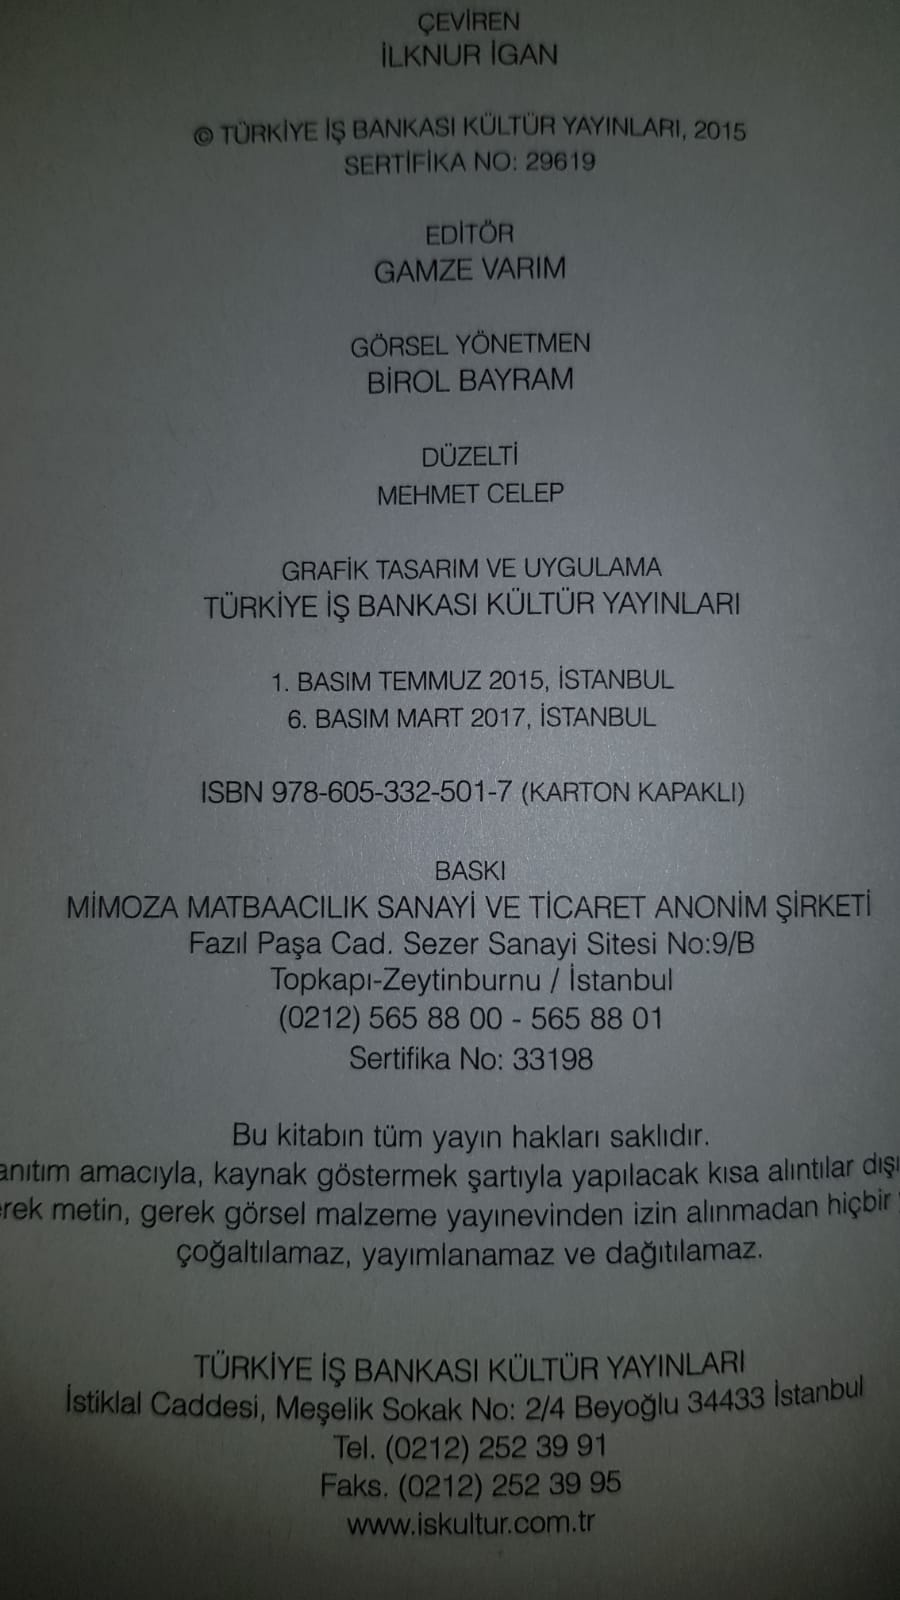 ÇEVİREN
İLKNUR İGAN
© TÜRKİYE İŞ BANKASI KÜLTÜR YAYINLARI, 2015
SERTİFİKA NO: 29619
EDİTÖR
GAMZE VARIM
GÖRSEL YÖNETMEN
BİROL BAYRAM
DÜZELTİ
MEHMET CELEP
GRAFİK TASARIM VE UYGULAMA
TÜRKİYE İŞ BANKASI KÜLTÜR YAYINLARI
1. BASIM TEMMUZ 2015, İSTANBUL
6. BASIM MART 2017, İSTANBUL
ISBN 978-605-332-501-7 (KARTON KAPAKLI)
BASKI
MİMOZA MATBAACILIK SANAYİ VE TİCARET ANONİM ŞİRKETİ
Fazıl Paşa Cad. Sezer Sanayi Sitesi No:9/B
Topkapı-Zeytinburnu / İstanbul
(0212) 565 88 00 - 565 88 01
Sertifika No: 33198
Bu kitabın tüm yayın hakları saklıdır.
anıtım amacıyla, kaynak göstermek şartıyla yapılacak kısa alıntılar dışı
rek metin, gerek görsel malzeme yayınevinden izin alınmadan hiçbir
çoğaltılamaz, yayımlanamaz ve dağıtılamaz.
TÜRKİYE İŞ BANKASI KÜLTÜR YAYINLARI
İstiklal Caddesi, Meşelik Sokak No: 2/4 Beyoğlu 34433 İstanbul
Tel. (0212) 252 39 91
Faks. (0212) 252 39 95
www.iskultur.com.tr